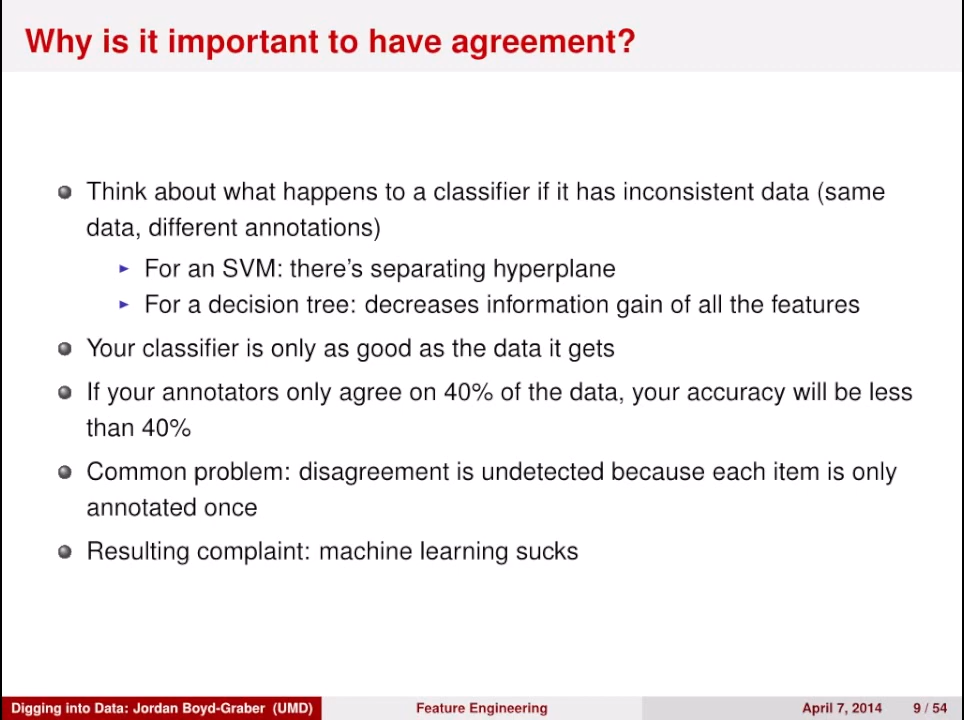 Why is it important to have agreement?
Think about what happens to a classifier if it has inconsistent data (same
data, different annotations)
For an SVM: there's separating hyperplane
For a decision tree: decreases information gain of all the features
Your classifier is only as good as the data it gets
If your annotators only agree on 40% of the data, your accuracy will be less
than 40%
Common problem: disagreement is undetected because each item is only
annotated once
Resulting complaint: machine learning sucks
Digging into Data: Jordan Boyd-Graber (UMD) Feature Engineering April 7, 2014 9 / 54